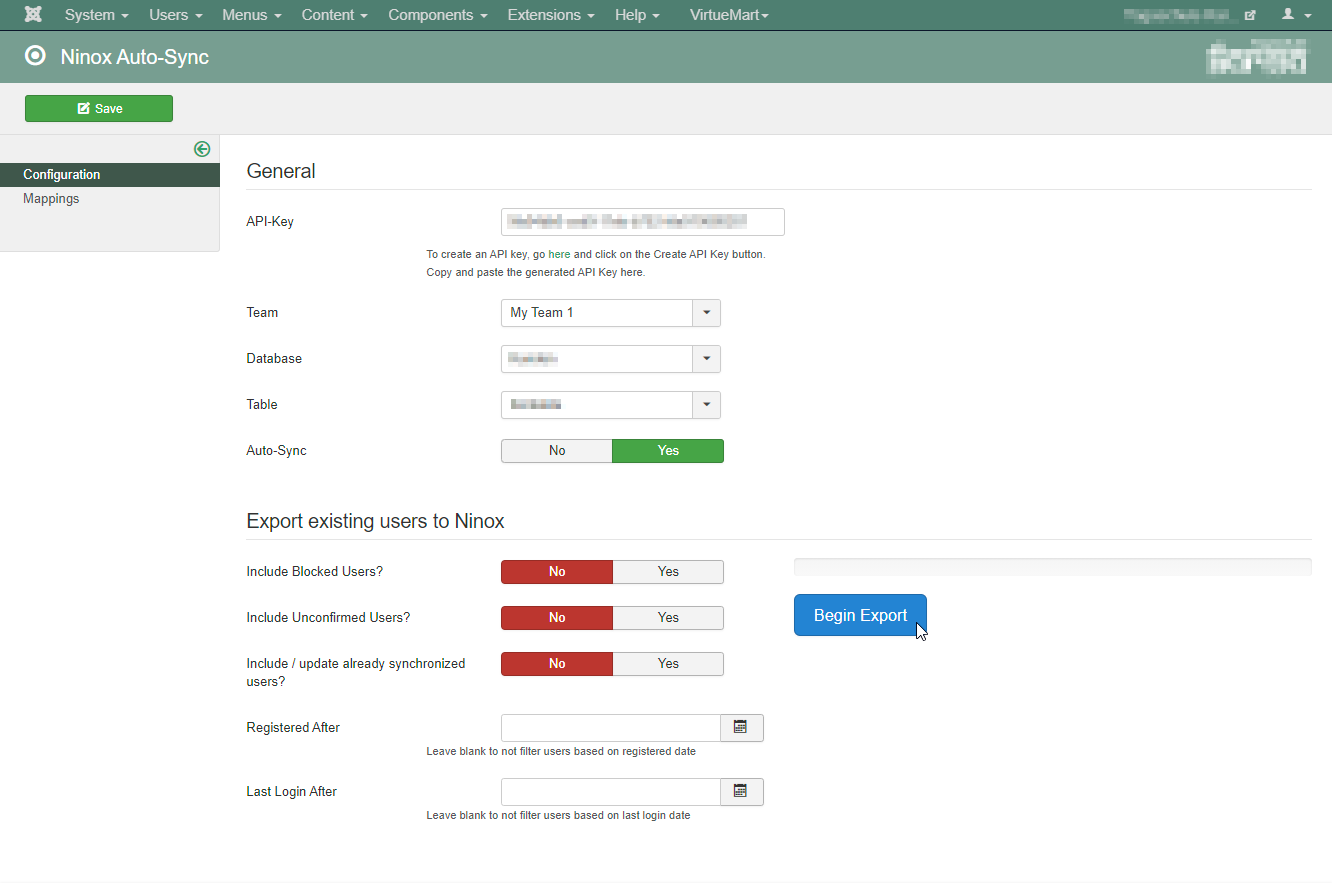 System Users Menus Content Components Extensions Help VirtueMart
Ninox Auto-Sync
Save
Configuration
Mappings
General
API-Key
To create an API key, go here and click on the Create API Key button.
Copy and paste the generated API Key here.
Team My Team 1
Database
Table
Auto-Sync No Yes
Export existing users to Ninox
Include Blocked Users? No Yes
Include Unconfirmed Users? No Yes
Begin Export
Include / update already synchronized No Yes
users?
Registered After
Leave blank to not filter users based on registered date
Last Login After
Leave blank to not filter users based on last login date